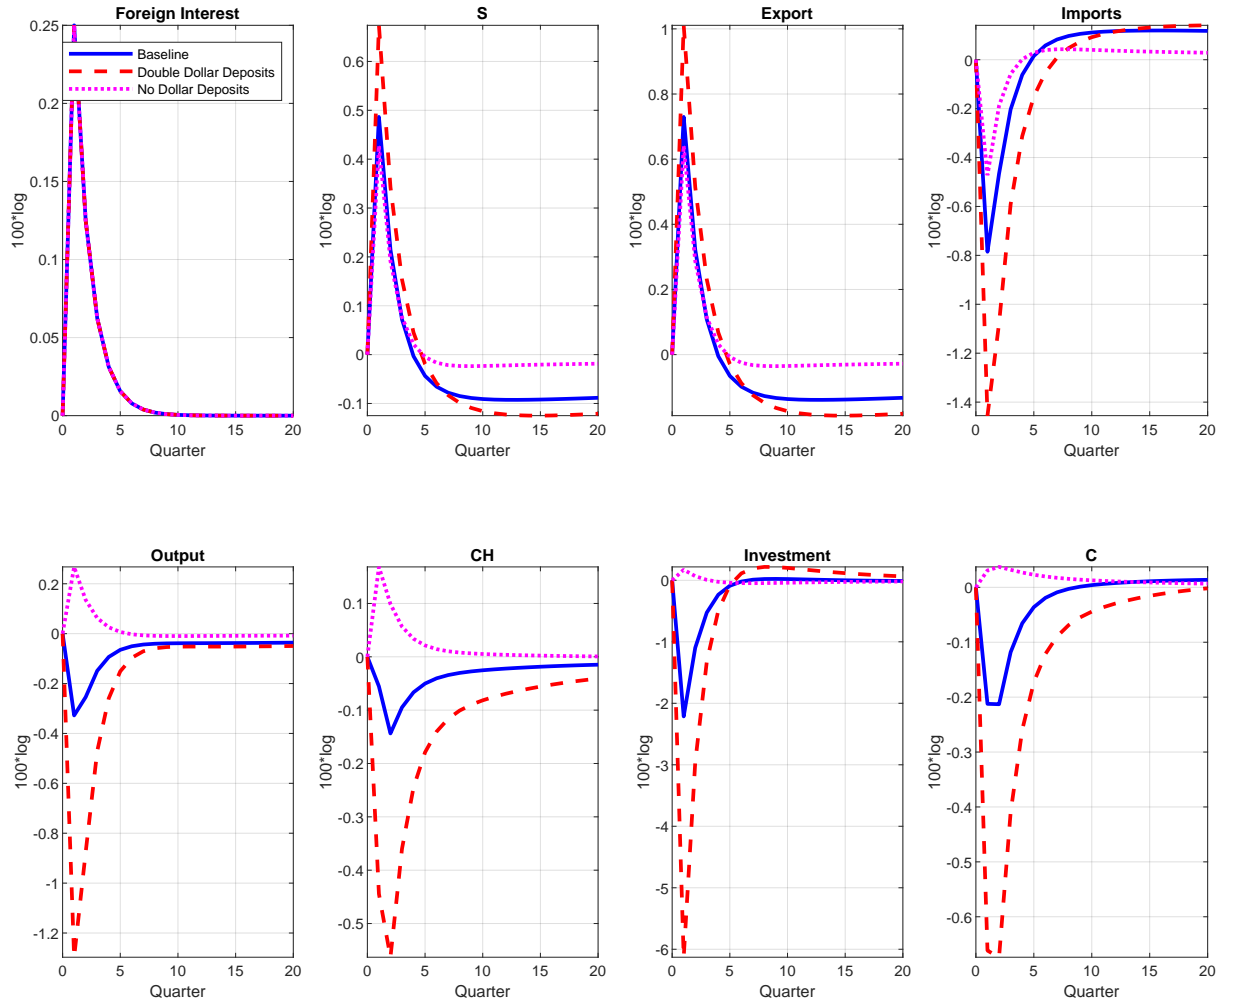 Foreign Interest
0.25
0.2
0.15
0.1
0.05
0
100*log
0 5 10 15 20
Quarter
Baseline
Double Dollar Deposits
No Dollar Deposits
S
0.6
0.5
0.4
0.3
0.2
0.1
0
-0.1
100*log
0 5 10 15 20
Quarter
Export
1
0.8
0.6
0.4
0.2
0
100*log
0 5 10 15 20
Quarter
Imports
0
-0.2
-0.4
-0.6
-0.8
-1
-1.2
-1.4
100*log
0 5 10 15 20
Quarter
Output
0.2
0
-0.2
-0.4
-0.6
-0.8
-1
-1.2
100*log
0 5 10 15 20
Quarter
CH
0.1
0
-0.1
-0.2
-0.3
-0.4
-0.5
100*log
0 5 10 15 20
Quarter
Investment
0
-1
-2
-3
-4
-5
-6
100*log
0 5 10 15 20
Quarter
C
0
-0.1
-0.2
-0.3
-0.4
-0.5
-0.6
100*log
0 5 10 15 20
Quarter